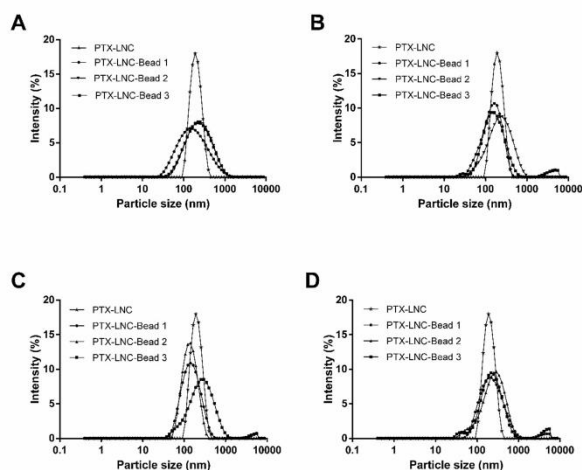 A
PTX-LNC
PTX-LNC-Bead 1
PTX-LNC-Bead 2
PTX-LNC-Bead 3
Intensity (%)
20
15
10
5
0
0.1 1 10 100 1000 10000
Particle size (nm)
B
PTX-LNC
PTX-LNC-Bead 1
PTX-LNC-Bead 2
PTX-LNC-Bead 3
Intensity (%)
20
15
10
5
0
0.1 1 10 100 1000 10000
Particle size (nm)
C
PTX-LNC
PTX-LNC-Bead 1
PTX-LNC-Bead 2
PTX-LNC-Bead 3
Intensity (%)
20
15
10
5
0
0.1 1 10 100 1000 10000
Particle size (nm)
D
PTX-LNC
PTX-LNC-Bead 1
PTX-LNC-Bead 2
PTX-LNC-Bead 3
Intensity (%)
20
15
10
5
0
0.1 1 10 100 1000 10000
Particle size (nm)